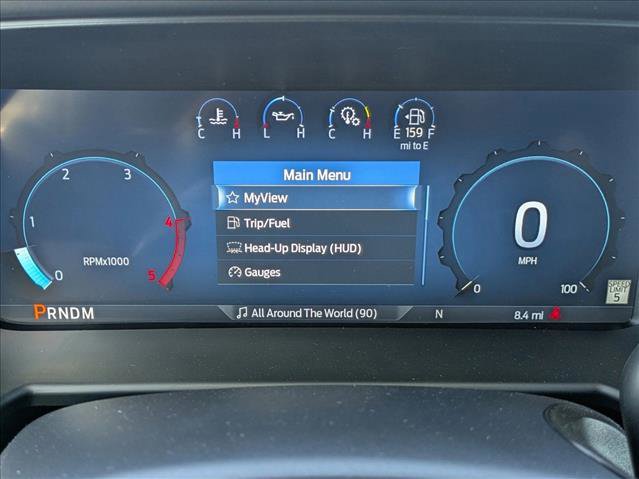 C H
L H
C H
E 159 F
mi to E
Main Menu
MyView
Trip/Fuel
Head-Up Display (HUD)
Gauges
0 1 2 3 4 5
RPMx1000
0
MPH
0 100
SPEED
LIMIT
5
PRNDM
All Around The World (90)
N
8.4 mi